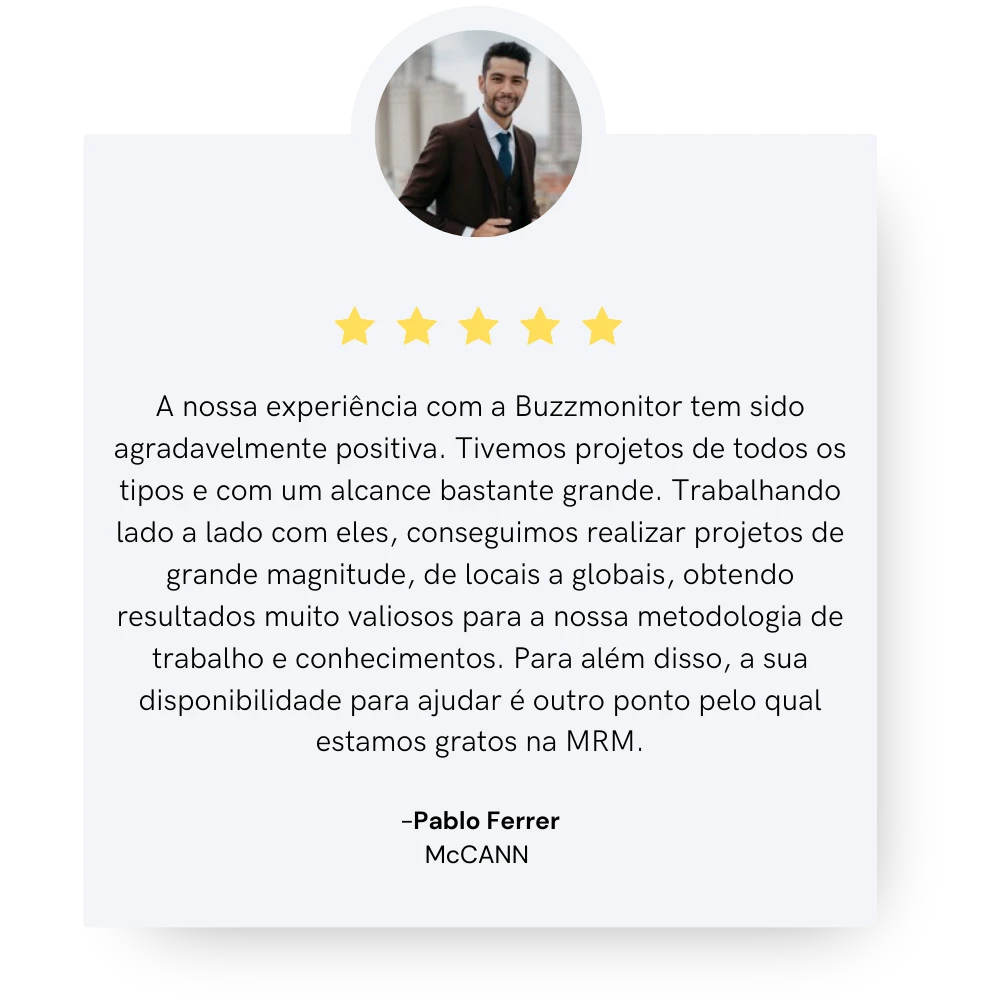 A nossa experiência com a Buzzmonitor tem sido
agradavelmente positiva. Tivemos projetos de todos os
tipos e com um alcance bastante grande. Trabalhando
lado a lado com eles, conseguimos realizar projetos de
grande magnitude, de locais a globais, obtendo
resultados muito valiosos para a nossa metodologia de
trabalho e conhecimentos. Para além disso, a sua
disponibilidade para ajudar é outro ponto pelo qual
estamos gratos na MRM.
–Pablo Ferrer
McCANN